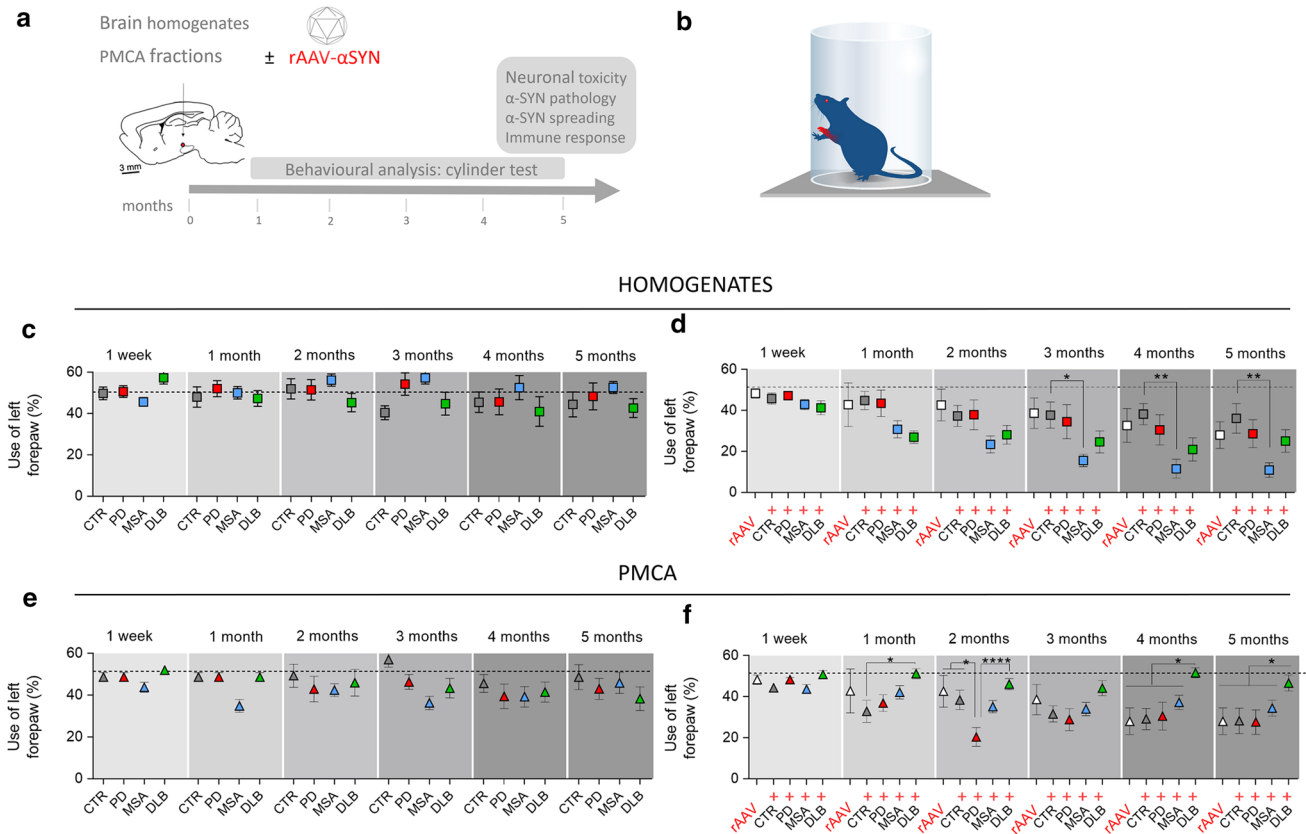 a
Brain homogenates
PMCA fractions ± rAAV-αSYN
Neuronal toxicity
α-SYN pathology
α-SYN spreading
Immune response
3 mm
Behavioural analysis: cylinder test
months
0 1 2 3 4 5
b
HOMOGENATES
c
1 week 1 month 2 months 3 months 4 months 5 months
Use of left
forepaw (%)
60
40
20
0
CTR PD MSA DLB CTR PD MSA DLB CTR PD MSA DLB CTR PD MSA DLB CTR PD MSA DLB CTR PD MSA DLB
d
1 week 1 month 2 months 3 months 4 months 5 months
* ** **
Use of left
forepaw (%)
60
40
20
0
+ + + + + + + + + + + + + + + + + + + + + + + +
rAAV CTR PD MSA DLB rAAV CTR PD MSA DLB rAAV CTR PD MSA DLB rAAV CTR PD MSA DLB rAAV CTR PD MSA DLB rAAV CTR PD MSA DLB
PMCA
e
1 week 1 month 2 months 3 months 4 months 5 months
Use of left
forepaw (%)
60
40
20
0
CTR PD MSA DLB CTR PD MSA DLB CTR PD MSA DLB CTR PD MSA DLB CTR PD MSA DLB CTR PD MSA DLB
f
1 week 1 month 2 months 3 months 4 months 5 months
* * **** * *
Use of left
forepaw (%)
60
40
20
0
+ + + + + + + + + + + + + + + + + + + + + + + +
rAAV CTR PD MSA DLB rAAV CTR PD MSA DLB rAAV CTR PD MSA DLB rAAV CTR PD MSA DLB rAAV CTR PD MSA DLB rAAV CTR PD MSA DLB